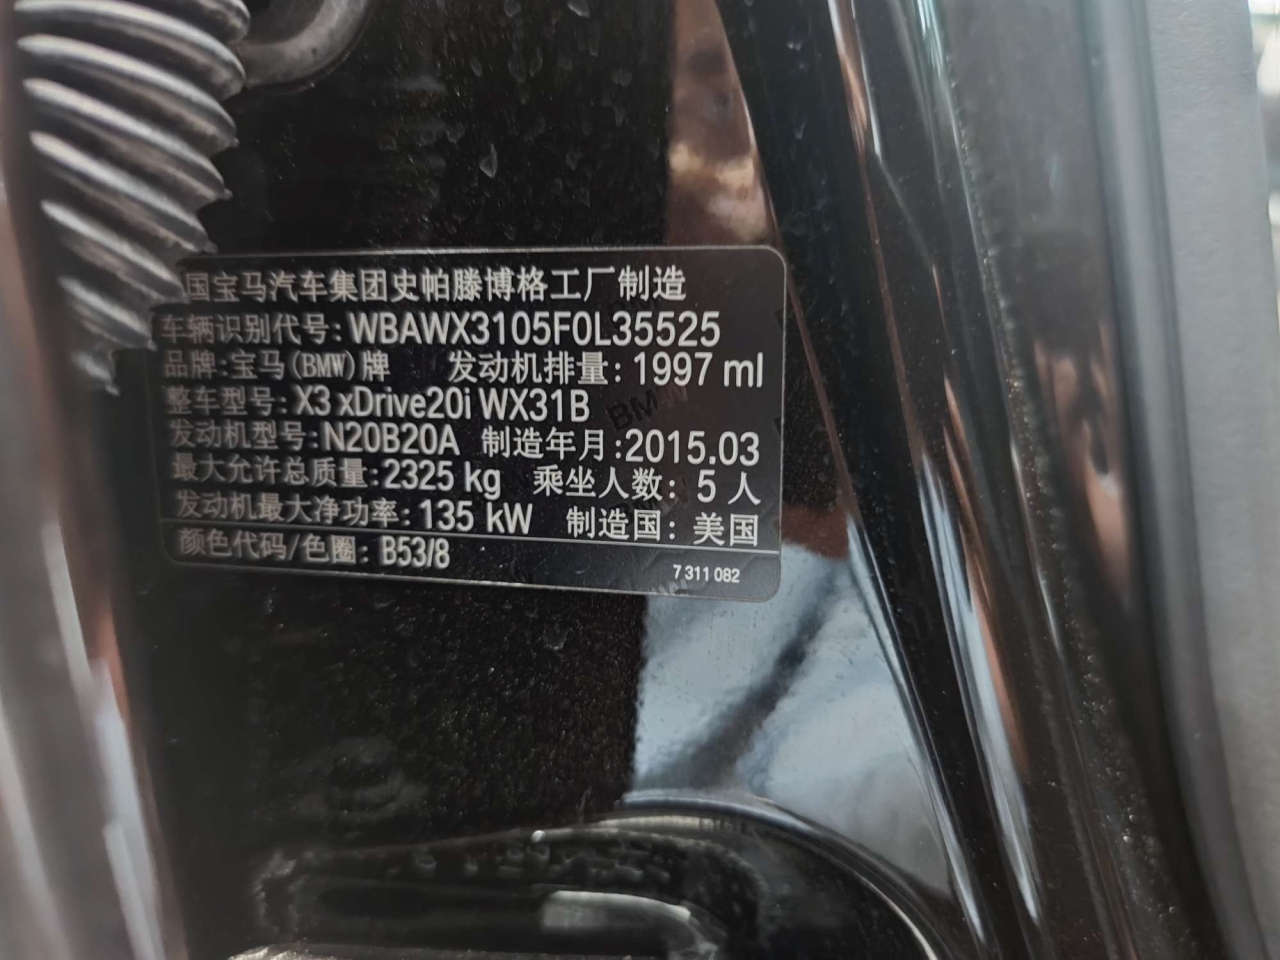 国宝马汽车集团史帕滕博格工厂制造
车辆识别代号: WBAWX3105F0L35525
品牌: 宝马(BMW)牌 发动机排量: 1997 ml
整车型号: X3 xDrive20i WX31B
发动机型号: N20B20A 制造年月: 2015.03
最大允许总质量: 2325 kg 乘坐人数: 5 人
发动机最大净功率: 135 kW 制造国: 美国
颜色代码/色圈: B53/8
7 311 082